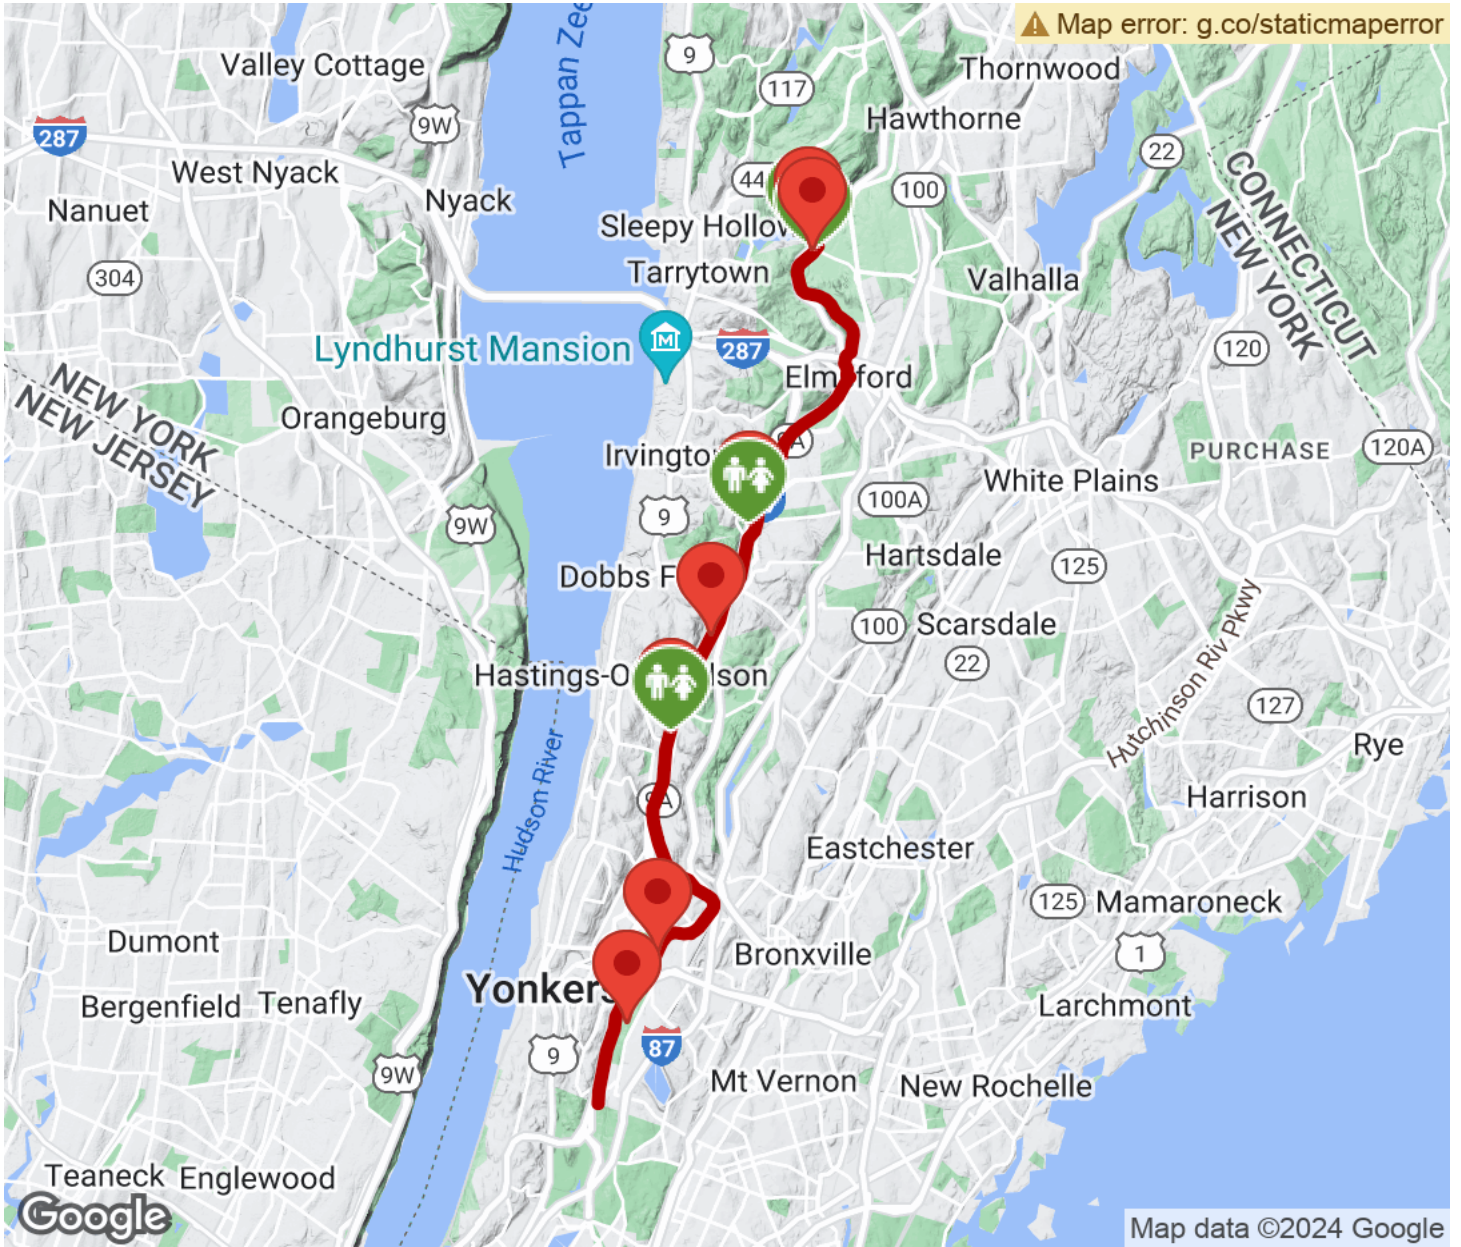 Map error: g.co/staticmaperror
Valley Cottage
Tappan Zee
9
Thornwood
117
Hawthorne
9W
287
22
West Nyack
44
100
CONNECTICUT
NEW YORK
Nanuet
Nyack
Sleepy Hollow
304
Tarrytown
Valhalla
Lyndhurst Mansion
M
287
120
NEW YORK
NEW JERSEY
Elmsford
Orangeburg
Irvington
9A
PURCHASE
120A
White Plains
9W
9
100A
Dobbs F
Hartsdale
125
100
Scarsdale
22
Hastings-O
lson
Hutchinson Riv. Pkwy
127
Rye
Hudson River
9A
Harrison
Eastchester
125
Mamaroneck
Dumont
Bronxville
1
Yonkers
Bergenfield
Tenafly
Larchmont
9
87
9W
Mt Vernon
New Rochelle
Teaneck
Englewood
Google
Map data ©2024 Google